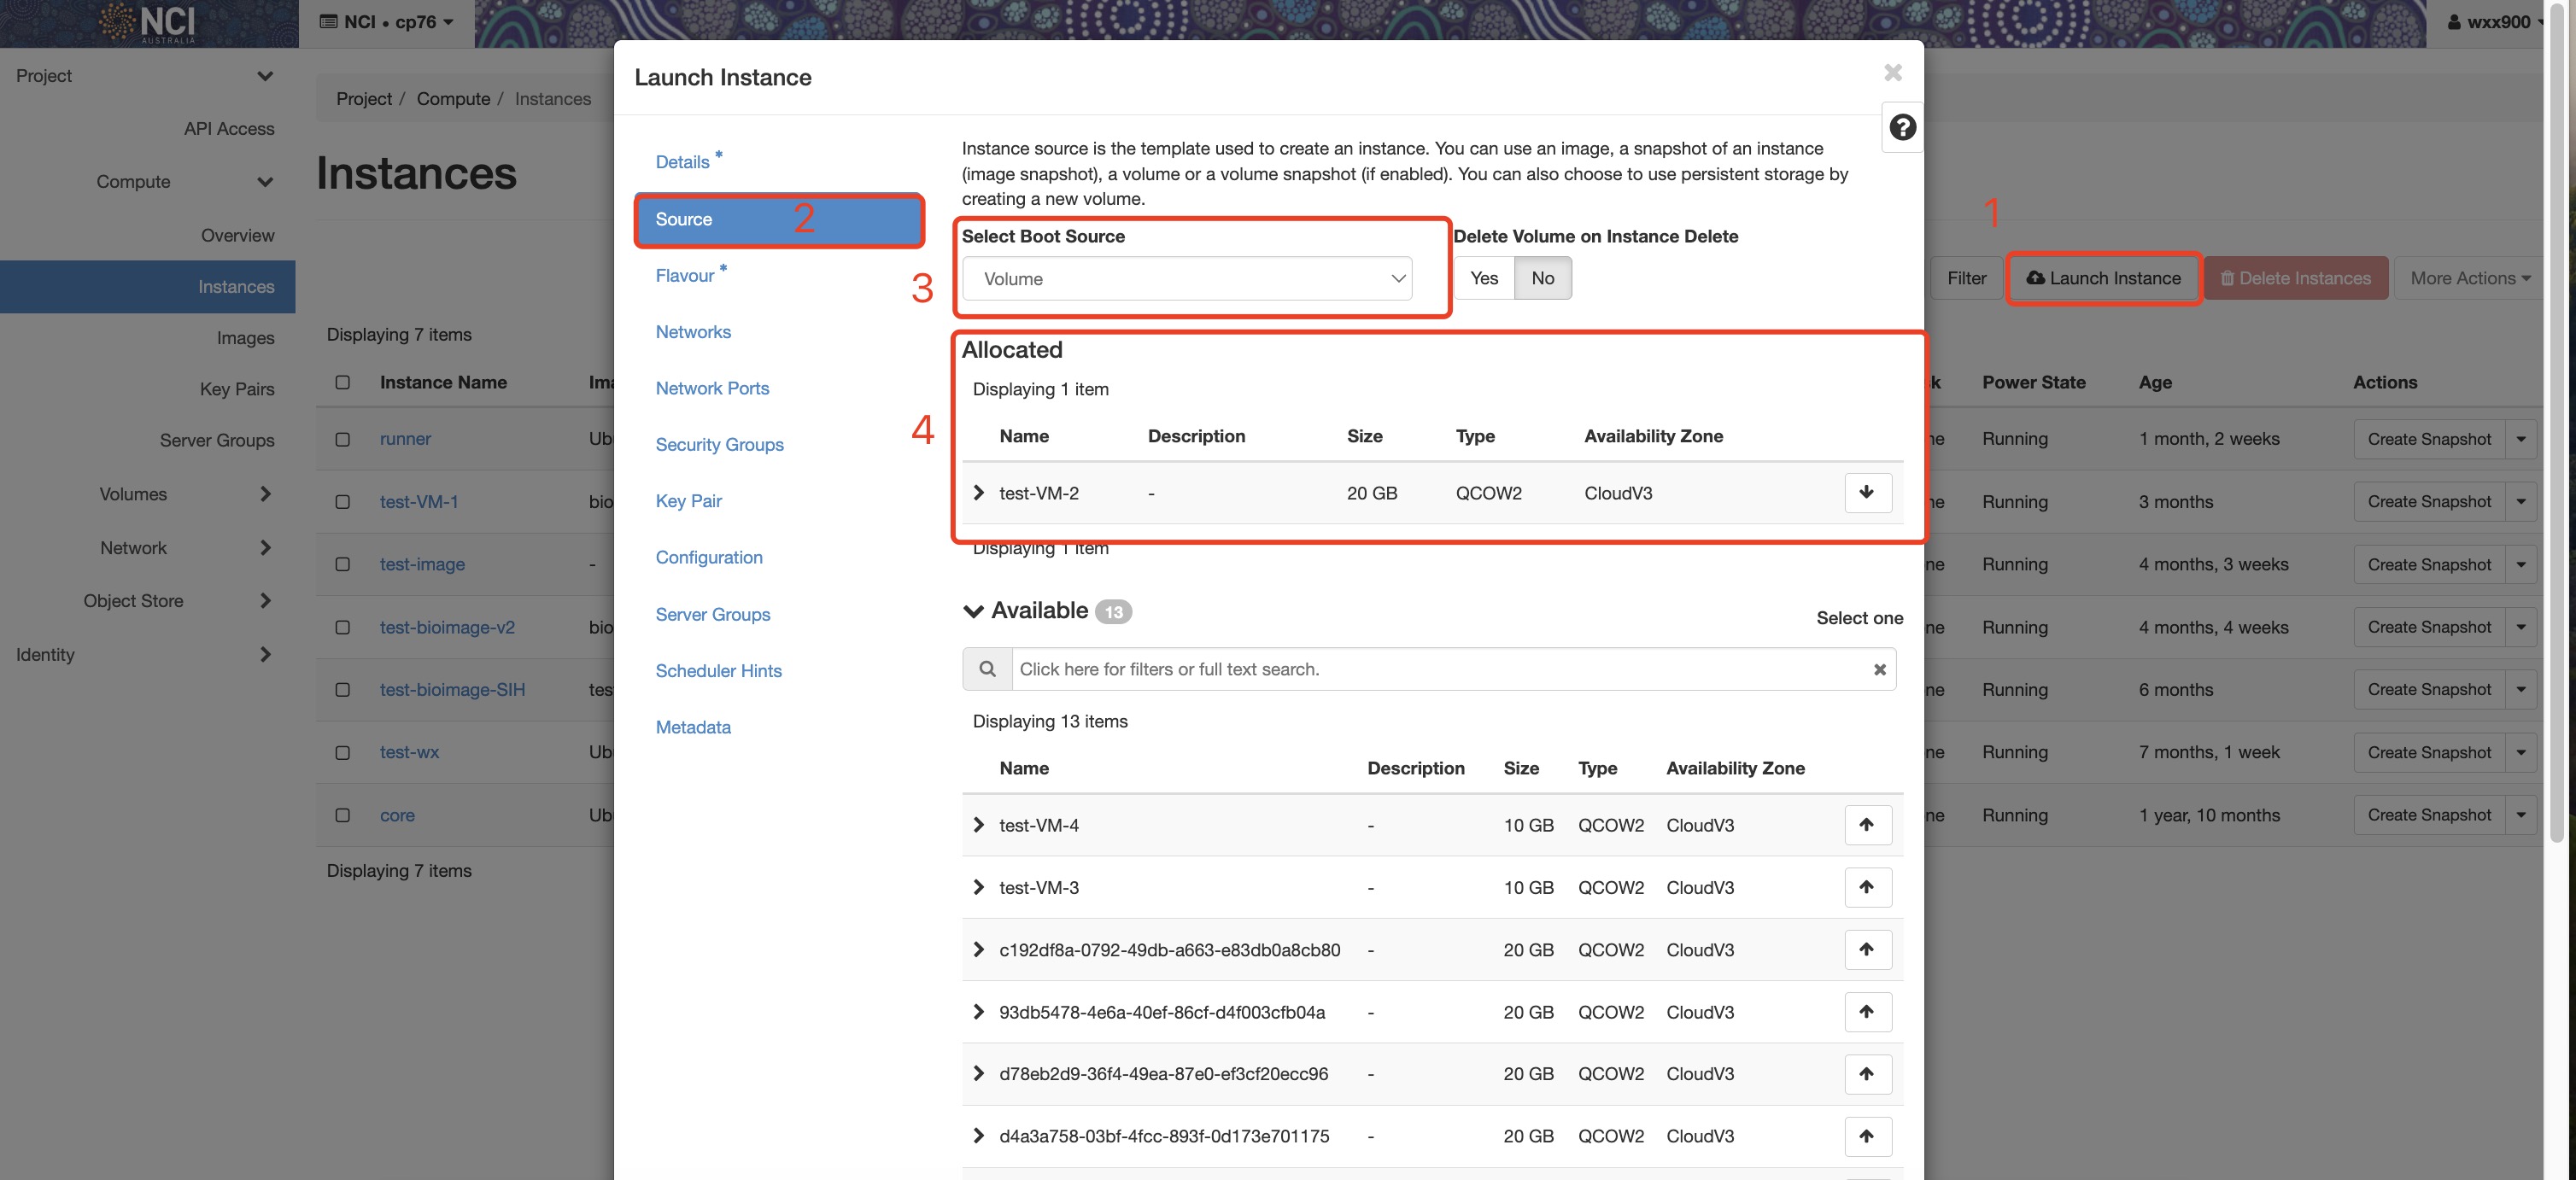 NCI
AUSTRALIA
NCI • cp76
wxx900
Project
API Access
Compute
Overview
Instances
Images
Key Pairs
Server Groups
Volumes
Network
Object Store
Identity
Project / Compute / Instances
Instances
1
Filter Launch Instance Delete Instances More Actions
Displaying 7 items
Instance Name Power State Age Actions
runner Running 1 month, 2 weeks Create Snapshot
test-VM-1 Running 3 months Create Snapshot
test-image - Running 4 months, 3 weeks Create Snapshot
test-bioimage-v2 Running 4 months, 4 weeks Create Snapshot
test-bioimage-SIH Running 6 months Create Snapshot
test-wx Running 7 months, 1 week Create Snapshot
core Running 1 year, 10 months Create Snapshot
Displaying 7 items
Launch Instance
Details *
Source 2
Flavour *
Networks
Network Ports
Security Groups
Key Pair
Configuration
Server Groups
Scheduler Hints
Metadata
Instance source is the template used to create an instance. You can use an image, a snapshot of an instance
(image snapshot), a volume or a volume snapshot (if enabled). You can also choose to use persistent storage by
creating a new volume.
Select Boot Source Delete Volume on Instance Delete
3 Volume Yes No
Allocated
Displaying 1 item
4
Name Description Size Type Availability Zone
test-VM-2 - 20 GB QCOW2 CloudV3
Displaying 1 item
Available 13 Select one
Click here for filters or full text search.
Displaying 13 items
Name Description Size Type Availability Zone
test-VM-4 - 10 GB QCOW2 CloudV3
test-VM-3 - 10 GB QCOW2 CloudV3
c192df8a-0792-49db-a663-e83db0a8cb80 - 20 GB QCOW2 CloudV3
93db5478-4e6a-40ef-86cf-d4f003cfb04a - 20 GB QCOW2 CloudV3
d78eb2d9-36f4-49ea-87e0-ef3cf20ecc96 - 20 GB QCOW2 CloudV3
d4a3a758-03bf-4fcc-893f-0d173e701175 - 20 GB QCOW2 CloudV3